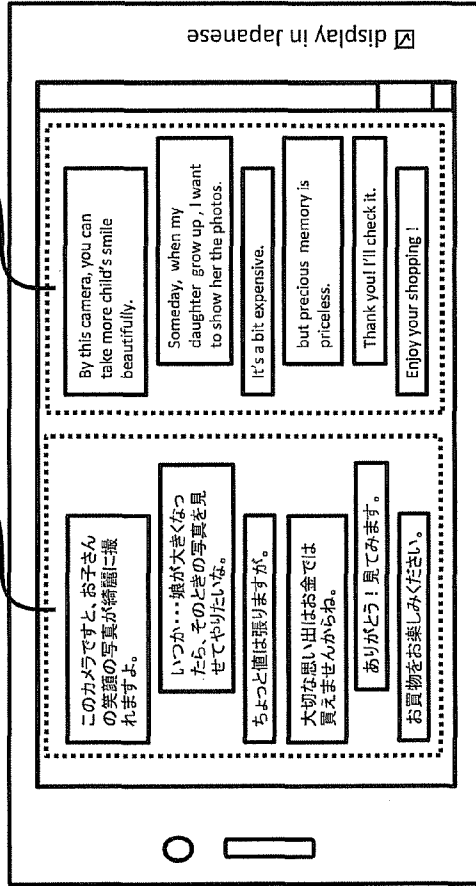 display in Japanese
このカメラですと、お子さん
の笑顔の写真が綺麗に撮
れますよ。
いつか・・・娘が大きくなっ
たら、そのときの写真を見
せてやりたいな。
ちょっと値は張りますが。
大切な思い出はお金では
買えませんからね。
ありがとう！見てみます。
お買物をお楽しみください。
By this camera, you can
take more child's smile
beautifully.
Someday, when my
daughter grow up , I want
to show her the photos.
It's a bit expensive.
but precious memory is
priceless.
Thank you! I'll check it.
Enjoy your shopping !